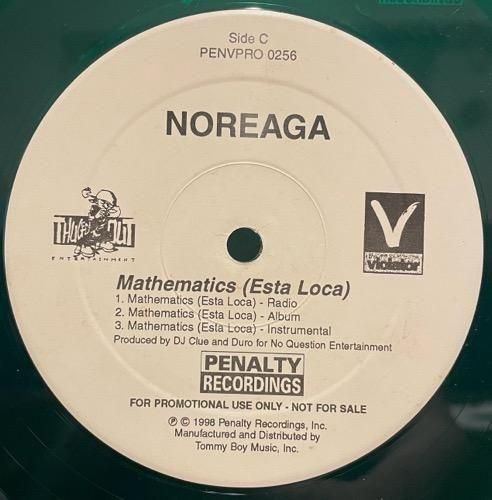 Side C
PENVPRO 0256
NOREAGA
THUGGED OUT
ENTERTAINMENT
V
Violator
Mathematics (Esta Loca)
1. Mathematics (Esta Loca) - Radio
2. Mathematics (Esta Loca) - Album
3. Mathematics (Esta Loca) - Instrumental
Produced by DJ Clue and Duro for No Question Entertainment
PENALTY
RECORDINGS
FOR PROMOTIONAL USE ONLY - NOT FOR SALE
℗ © 1998 Penalty Recordings, Inc.
Manufactured and Distributed by
Tommy Boy Music, Inc.